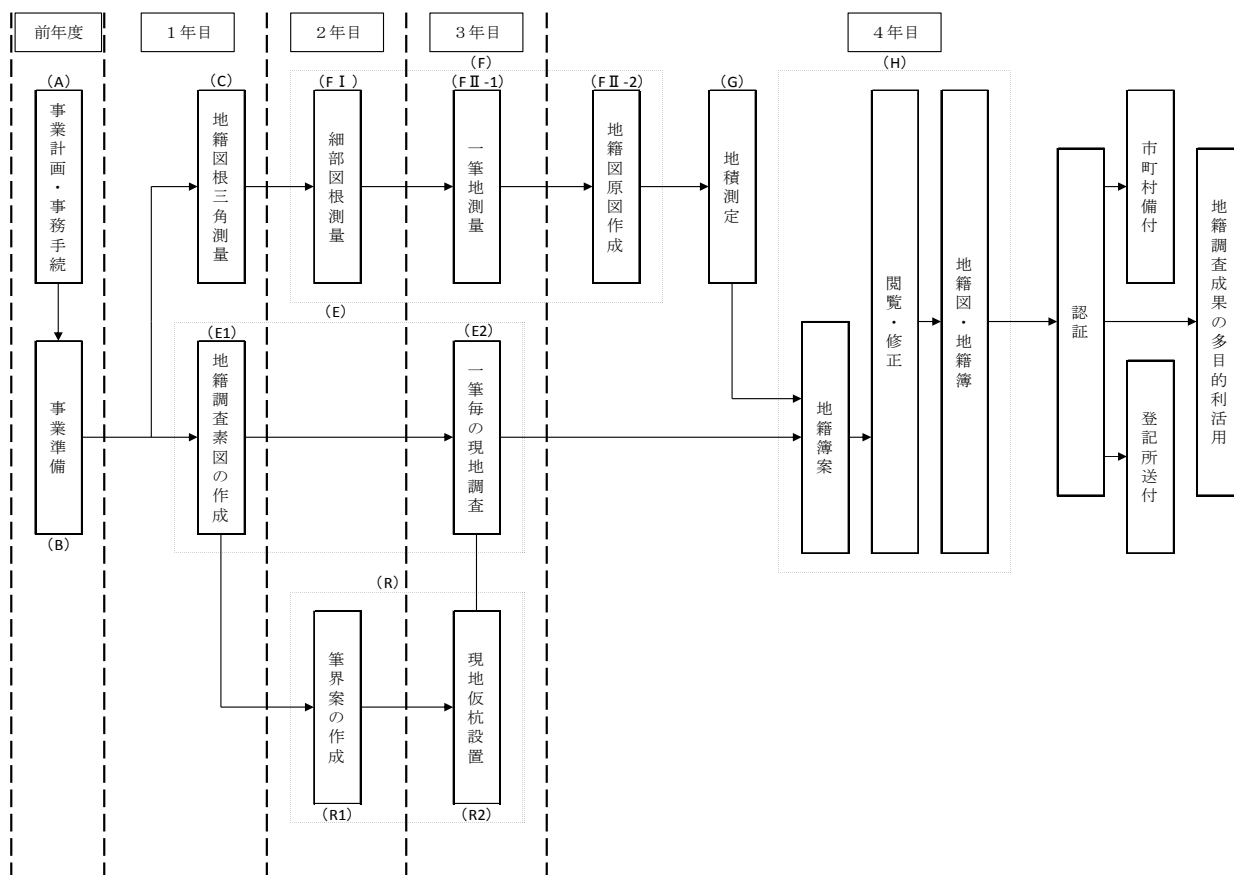 前年度
1年目
2年目
3年目
4年目
(A)
事業計画・事務手続
事業準備
(B)
(C)
地籍図根三角測量
(F)
(FⅠ)
細部図根測量
(FⅡ-1)
一筆地測量
(FⅡ-2)
地籍図原図作成
(G)
地積測定
(E)
(E1)
地籍調査素図の作成
(E2)
一筆毎の現地調査
(R)
筆界案の作成
(R1)
現地仮杭設置
(R2)
(H)
地籍簿案
閲覧・修正
地籍図・地籍簿
認証
市町村備付
登記所送付
地籍調査成果の多目的利活用